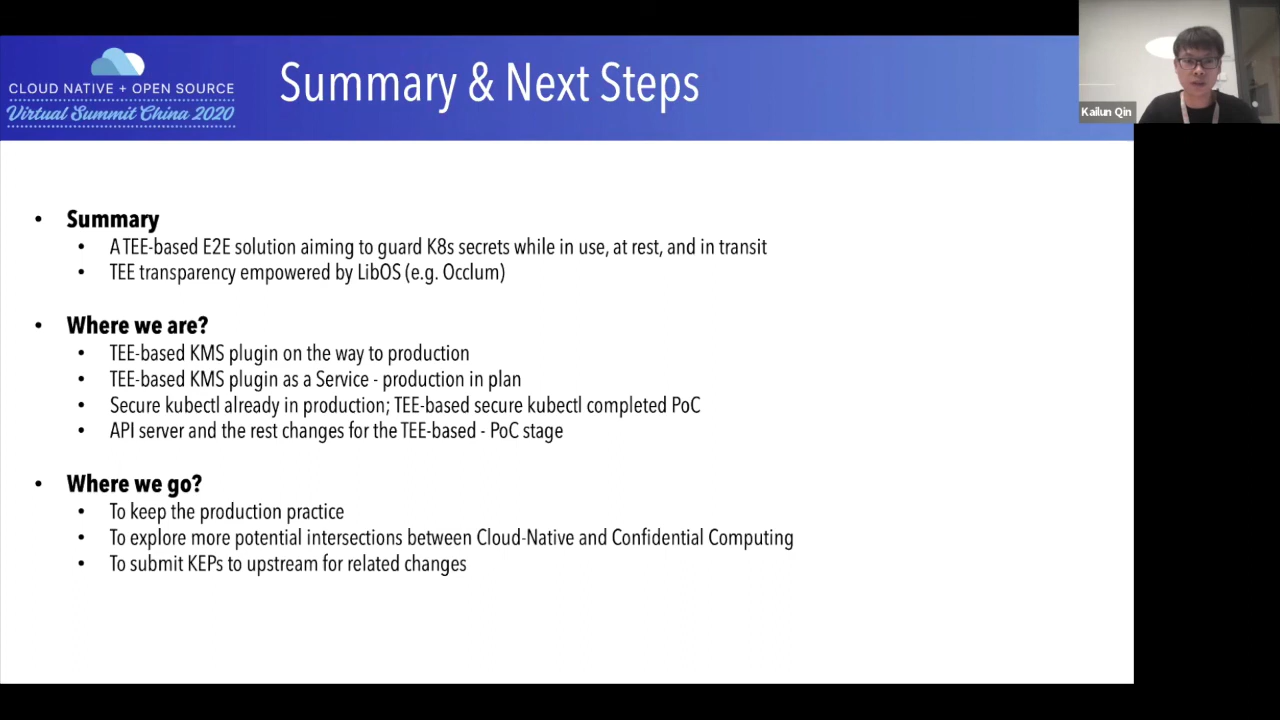 CLOUD NATIVE + OPEN SOURCE
Virtual Summit China 2020
Summary & Next Steps
Kailun Qin
• Summary
• A TEE-based E2E solution aiming to guard K8s secrets while in use, at rest, and in transit
• TEE transparency empowered by LibOS (e.g. Occlum)
• Where we are?
• TEE-based KMS plugin on the way to production
• TEE-based KMS plugin as a Service - production in plan
• Secure kubectl already in production; TEE-based secure kubectl completed PoC
• API server and the rest changes for the TEE-based - PoC stage
• Where we go?
• To keep the production practice
• To explore more potential intersections between Cloud-Native and Confidential Computing
• To submit KEPs to upstream for related changes